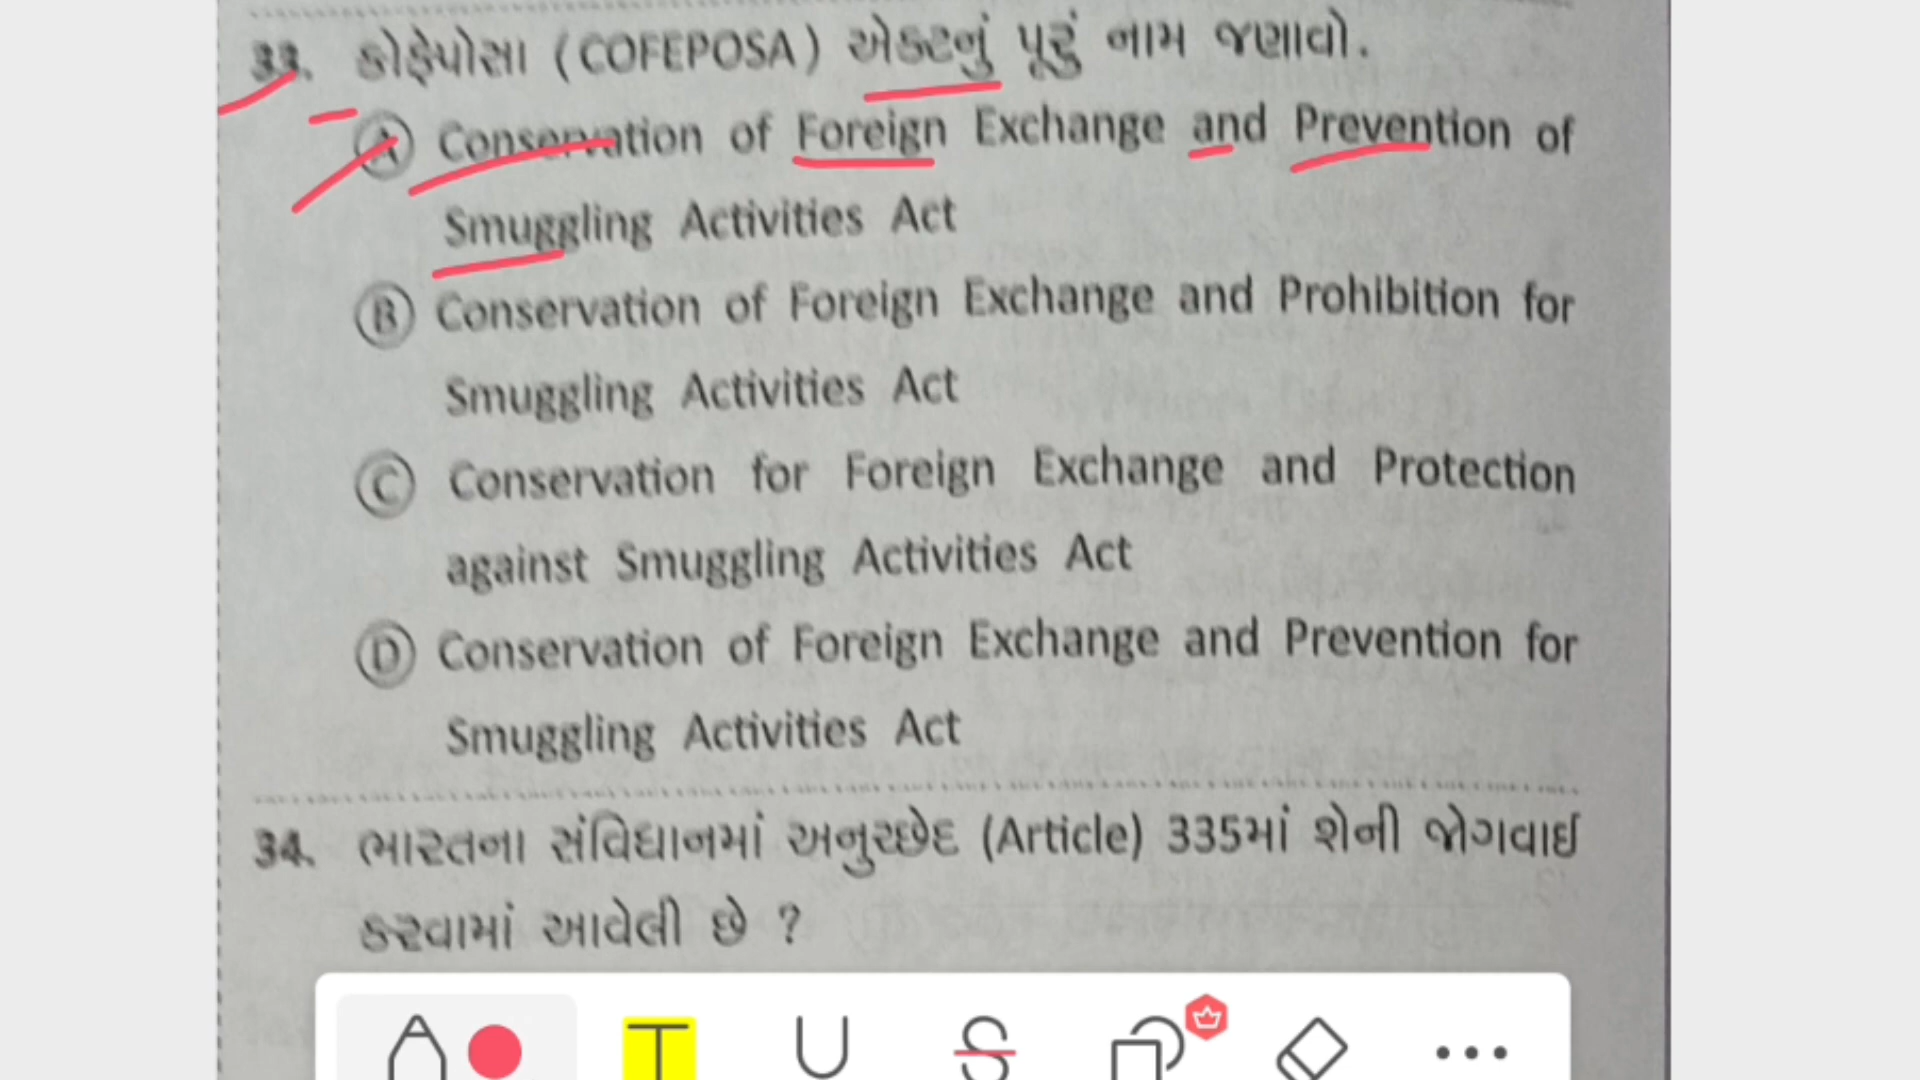 33. કોફેપોસા (COFEPOSA) એકટનું પૂરું નામ જણાવો.
A Conservation of Foreign Exchange and Prevention of
Smuggling Activities Act
B Conservation of Foreign Exchange and Prohibition for
Smuggling Activities Act
C Conservation for Foreign Exchange and Protection
against Smuggling Activities Act
D Conservation of Foreign Exchange and Prevention for
Smuggling Activities Act
34. ભારતના સંવિધાનમાં અનુચ્છેદ (Article) 335માં શેની જોગવાઈ
કરવામાં આવેલી છે ?